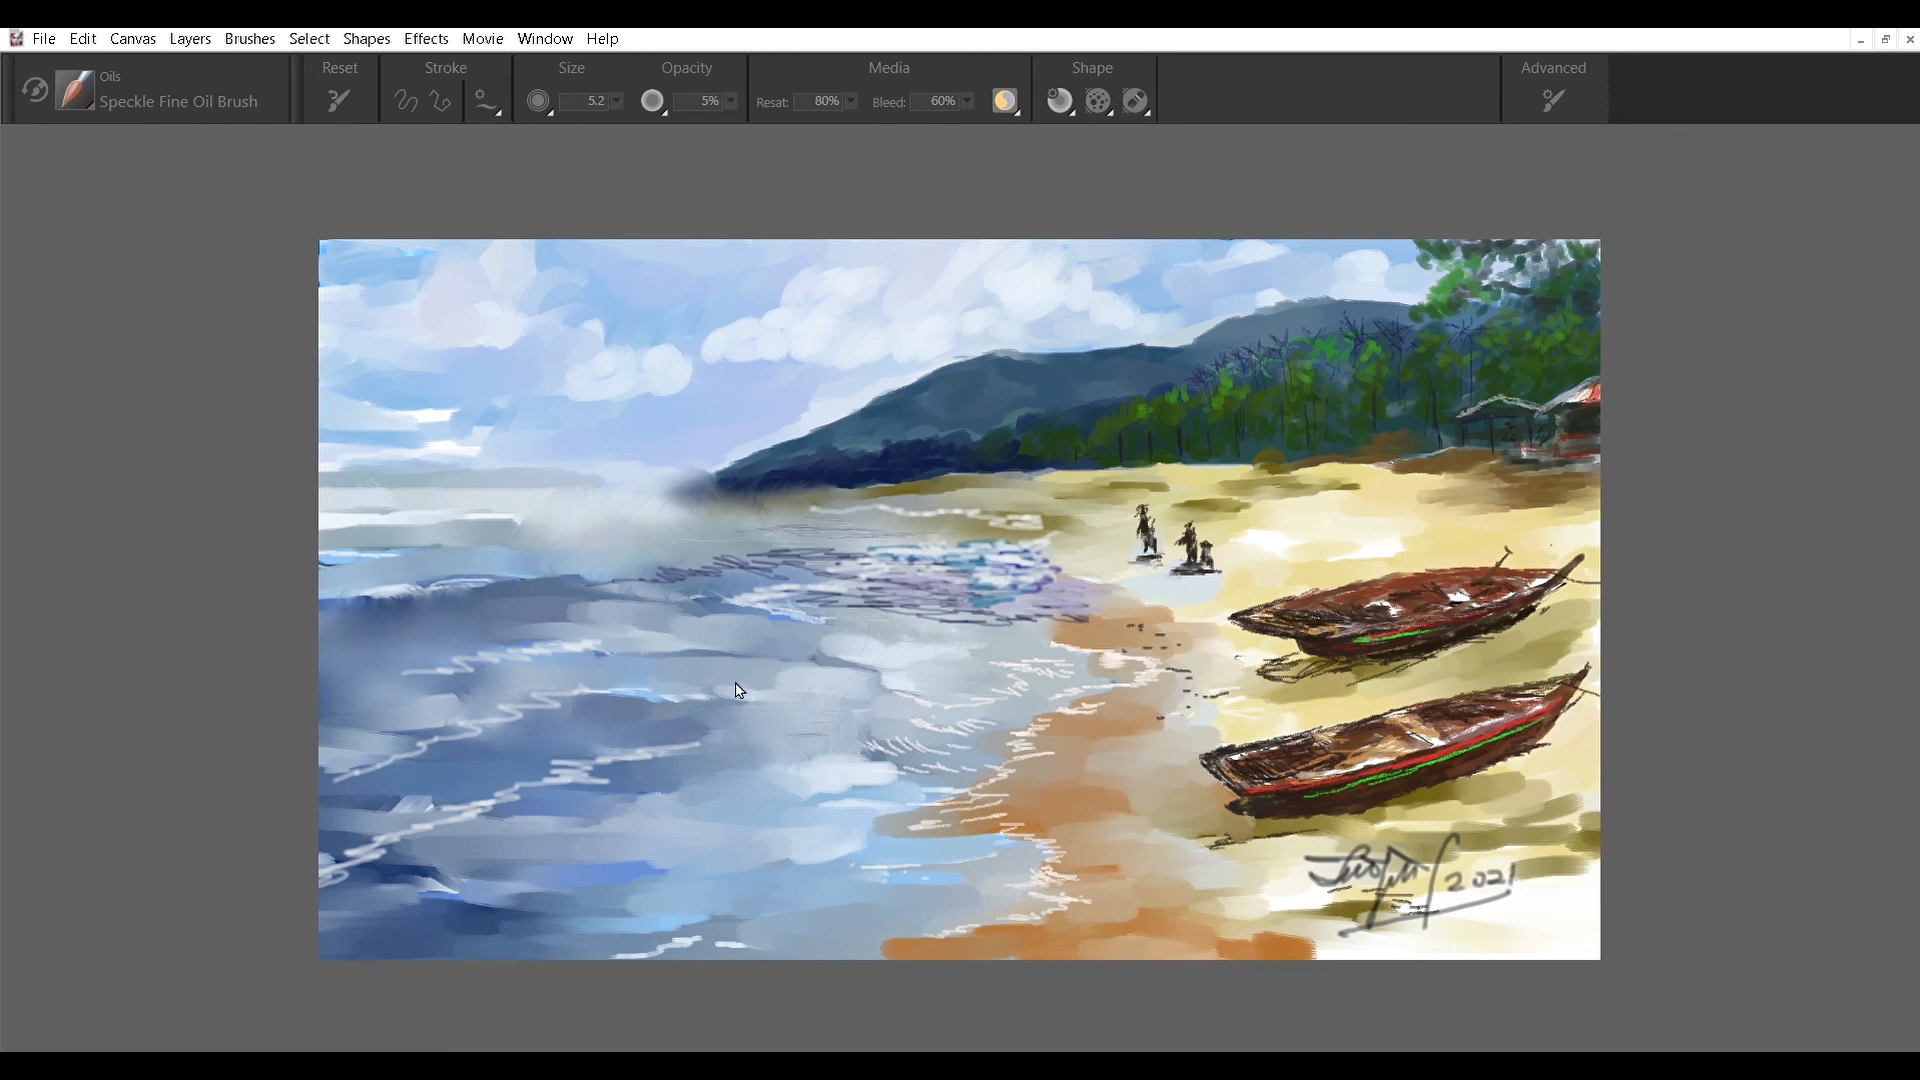 File Edit Canvas Layers Brushes Select Shapes Effects Movie Window Help
Oils
Speckle Fine Oil Brush
Reset
Stroke
Size
5.2
Opacity
5%
Media
Resat: 80% Bleed: 60%
Shape
Advanced
2021